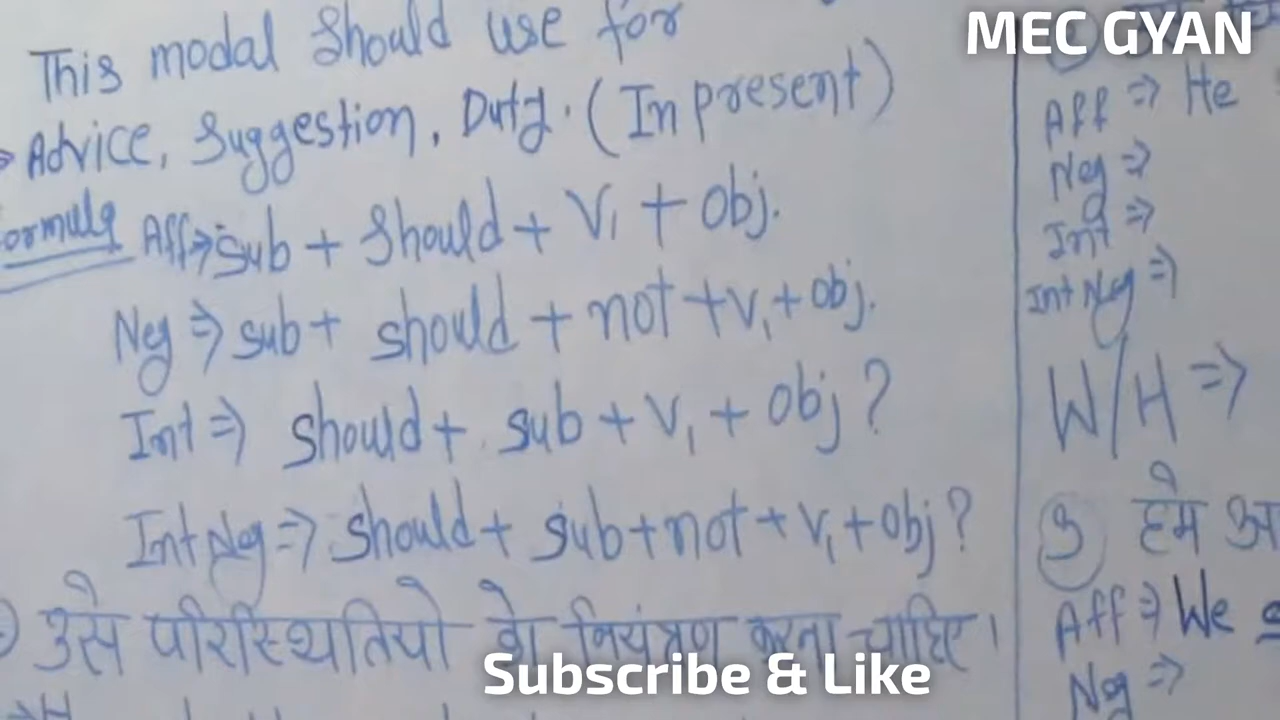 This modal should use for
Advice, Suggestion, Duty. (In present)
ormula Aff⇒ Sub + Should + V₁ + Obj.
Neg ⇒ sub + should + not + V₁ + obj.
Int ⇒ Should + sub + V₁ + Obj ?
Int Neg ⇒ Should + sub + not + V₁ + Obj ?
उसे परिस्थितियो को नियंत्रण करना चाहिए।
MEC GYAN
Aff ⇒ He
Neg ⇒
Int ⇒
Int Neg ⇒
W/H ⇒
③ हमे अ
Aff ⇒ We
Neg ⇒
Subscribe & Like